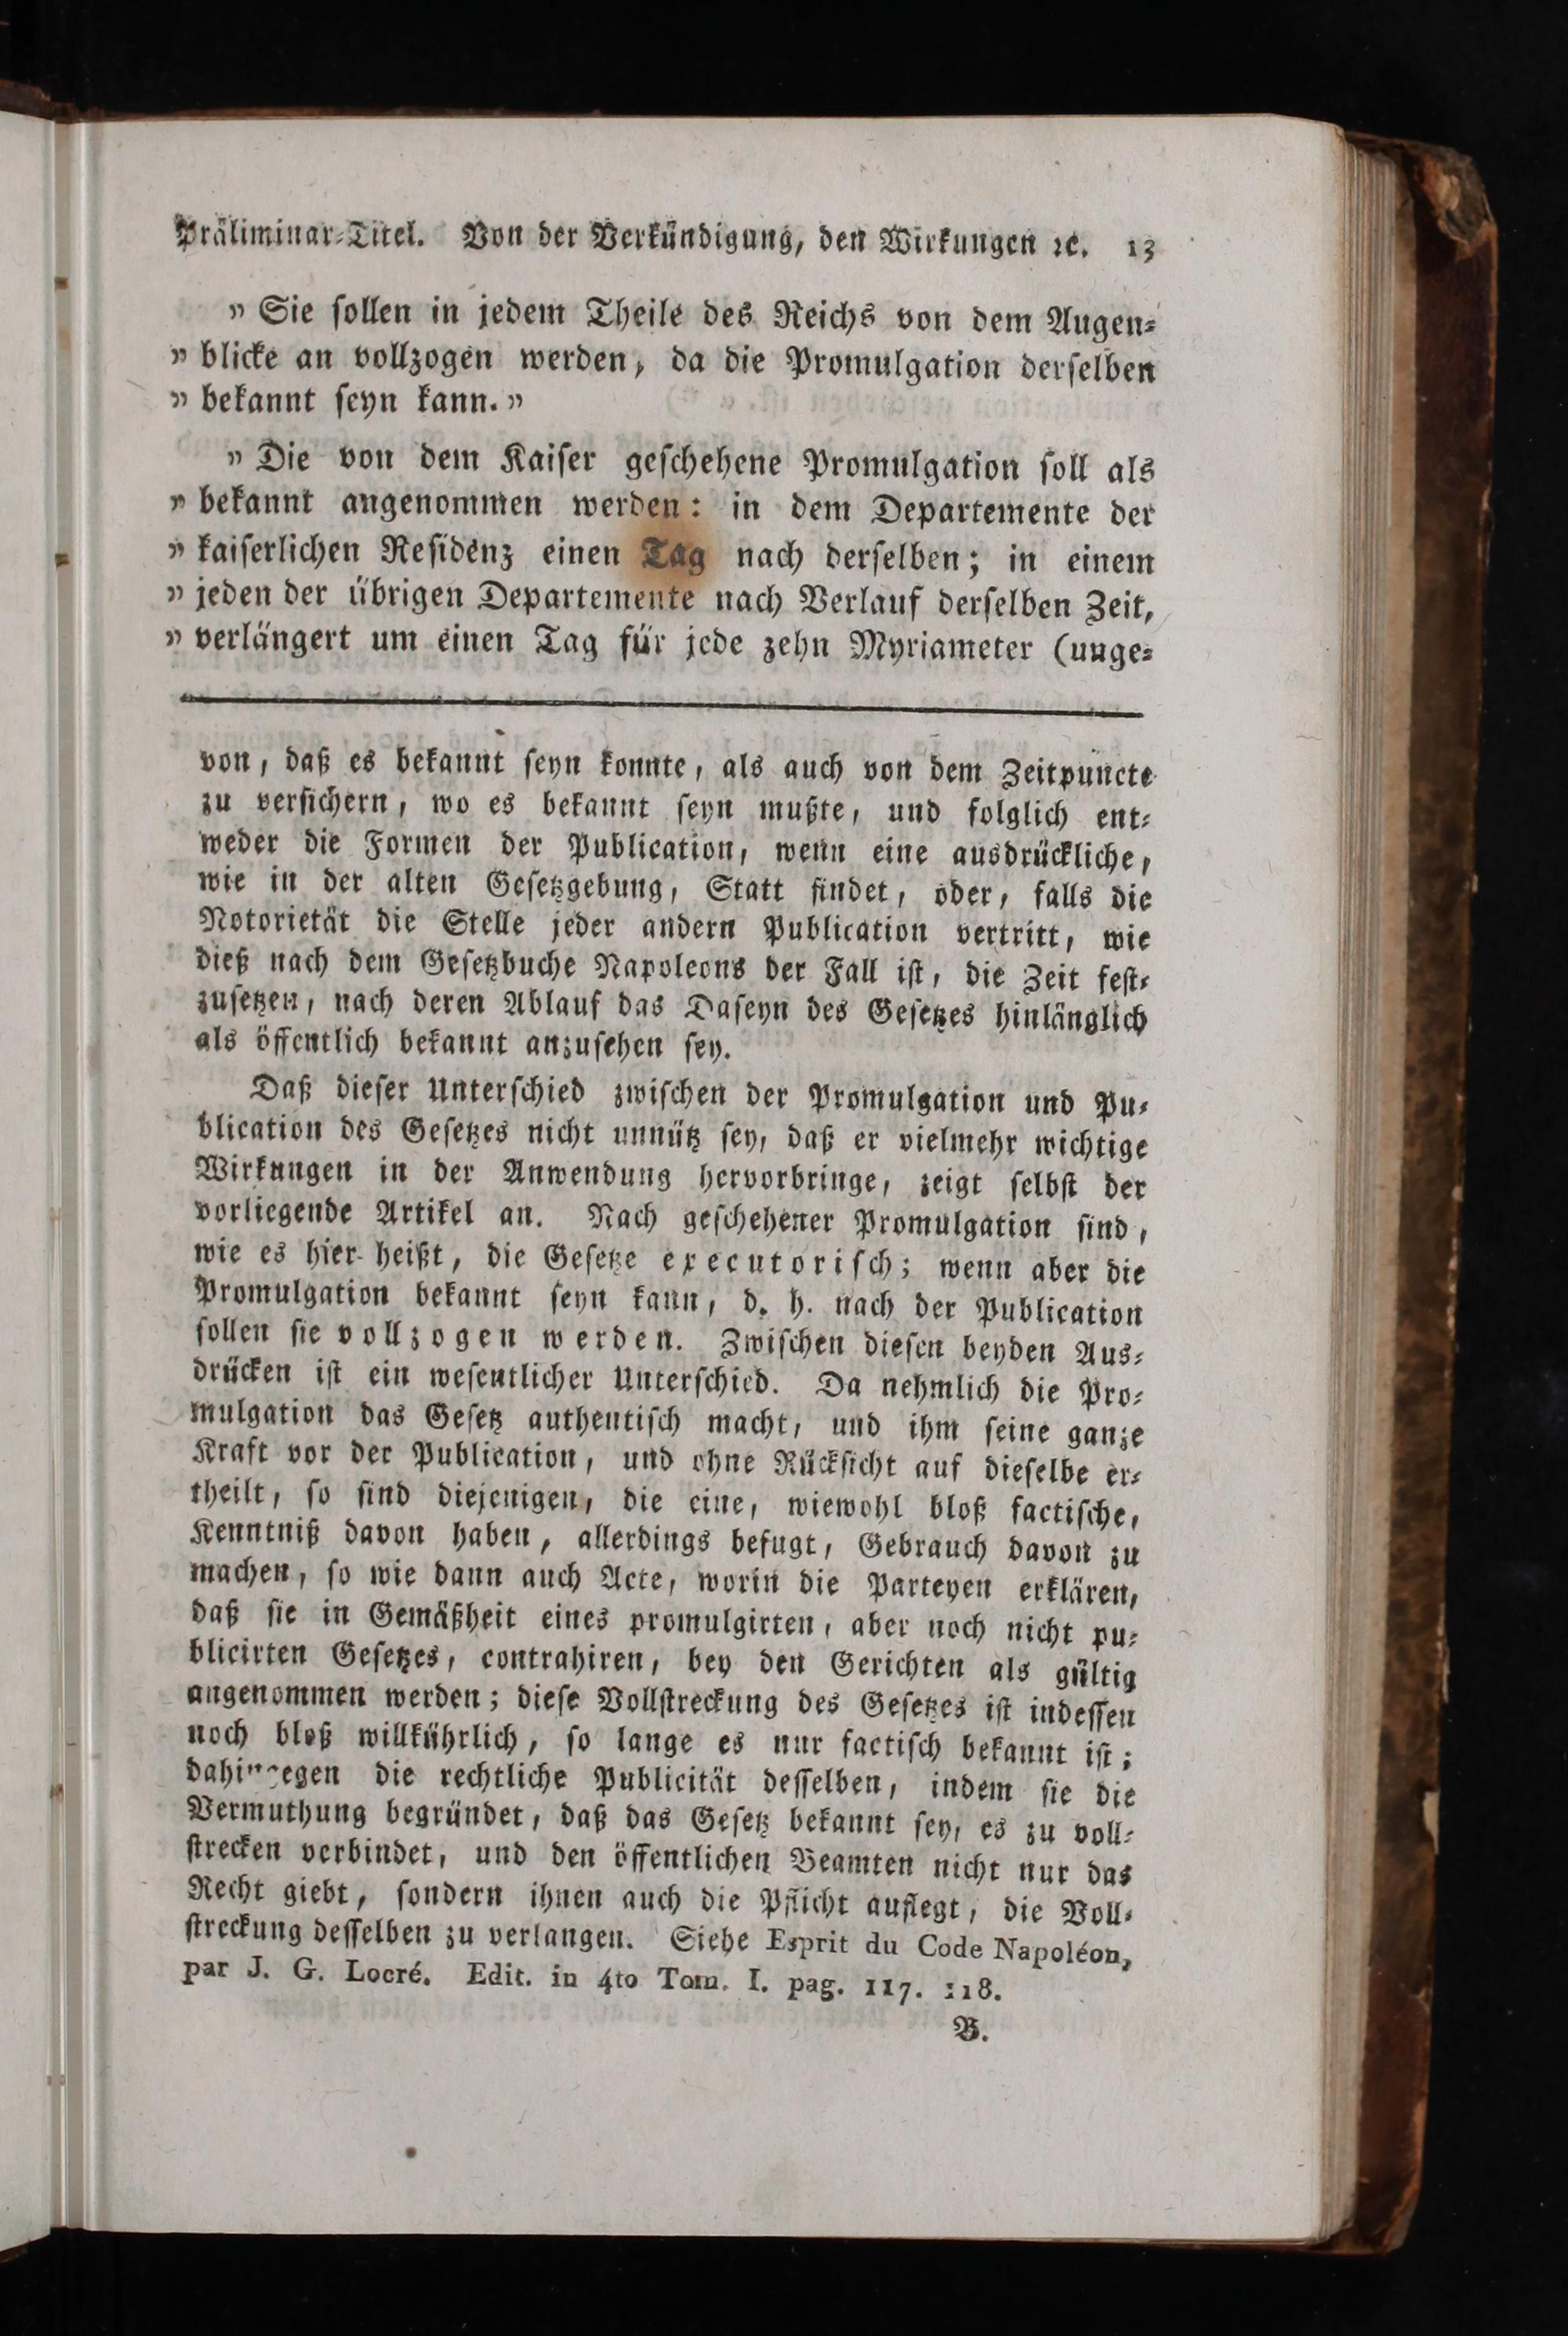 Präliminar-Titel. Von der Verkündigung, den Wirkungen ꝛc. 13
” Sie ſollen in jedem Theile des Reichs von dem Augen-
” blicke an vollzogen werden, da die Promulgation derſelben
” bekannt ſeyn kann. ”
” Die von dem Kaiſer geſchehene Promulgation ſoll als
” bekannt angenommen werden: in dem Departemente der
” kaiſerlichen Reſidenz einen Tag nach derſelben; in einem
” jeden der übrigen Departemente nach Verlauf derſelben Zeit,
” verlängert um einen Tag für jede zehn Myriameter (unge-
von, daß es bekannt ſeyn konnte, als auch von dem Zeitpuncte
zu verſichern, wo es bekannt ſeyn mußte, und folglich ent-
weder die Formen der Publication, wenn eine ausdrückliche,
wie in der alten Geſetzgebung, Statt findet, oder, falls die
Notorietät die Stelle jeder andern Publication vertritt, wie
dieß nach dem Geſetzbuche Napoleons der Fall iſt, die Zeit feſt-
zuſetzen, nach deren Ablauf das Daſeyn des Geſetzes hinlänglich
als öffentlich bekannt anzuſehen ſey.
Daß dieſer Unterſchied zwiſchen der Promulgation und Pu-
blication des Geſetzes nicht unnütz ſey, daß er vielmehr wichtige
Wirkungen in der Anwendung hervorbringe, zeigt ſelbſt der
vorliegende Artikel an. Nach geſchehener Promulgation ſind,
wie es hier heißt, die Geſetze executoriſch; wenn aber die
Promulgation bekannt ſeyn kann, d. h. nach der Publication
ſollen ſie vollzogen werden. Zwiſchen dieſen beyden Aus-
drücken iſt ein weſentlicher Unterſchied. Da nehmlich die Pro-
mulgation das Geſetz authentiſch macht, und ihm ſeine ganze
Kraft vor der Publication, und ohne Rückſicht auf dieſelbe er-
theilt, ſo ſind diejenigen, die eine, wiewohl bloß factiſche,
Kenntniß davon haben, allerdings befugt, Gebrauch davon zu
machen, ſo wie dann auch Acte, worin die Parteyen erklären,
daß ſie in Gemäßheit eines promulgirten, aber noch nicht pu-
blicirten Geſetzes, contrahiren, bey den Gerichten als gültig
angenommen werden; dieſe Vollſtreckung des Geſetzes iſt indeſſen
noch bloß willkührlich, ſo lange es nur factiſch bekannt iſt;
dahingegen die rechtliche Publicität deſſelben, indem ſie die
Vermuthung begründet, daß das Geſetz bekannt ſey, es zu voll-
ſtrecken verbindet, und den öffentlichen Beamten nicht nur das
Recht giebt, ſondern ihnen auch die Pflicht auflegt, die Voll-
ſtreckung deſſelben zu verlangen. Siehe Esprit du Code Napoléon,
par J. G. Locré. Edit. in 4to Tom. I. pag. 117. 118.
B.